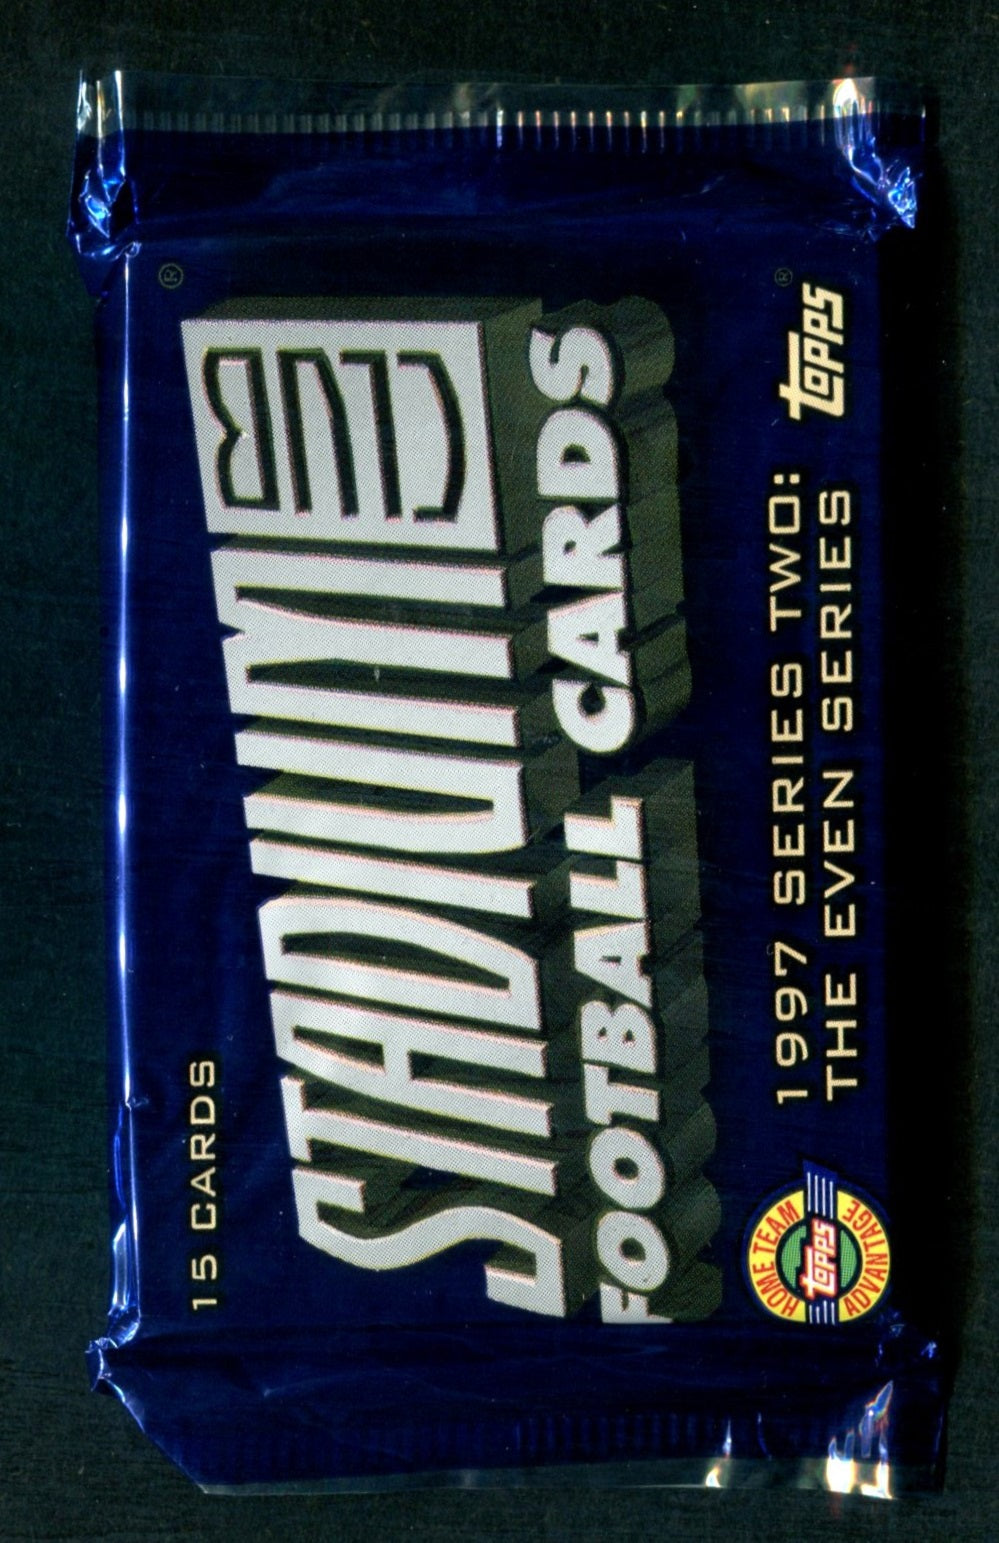 15 CARDS
®
STADIUM CLUB
FOOTBALL CARDS
HOME TEAM
TOPPS
ADVANTAGE
1997 SERIES TWO:
THE EVEN SERIES
TOPPS®